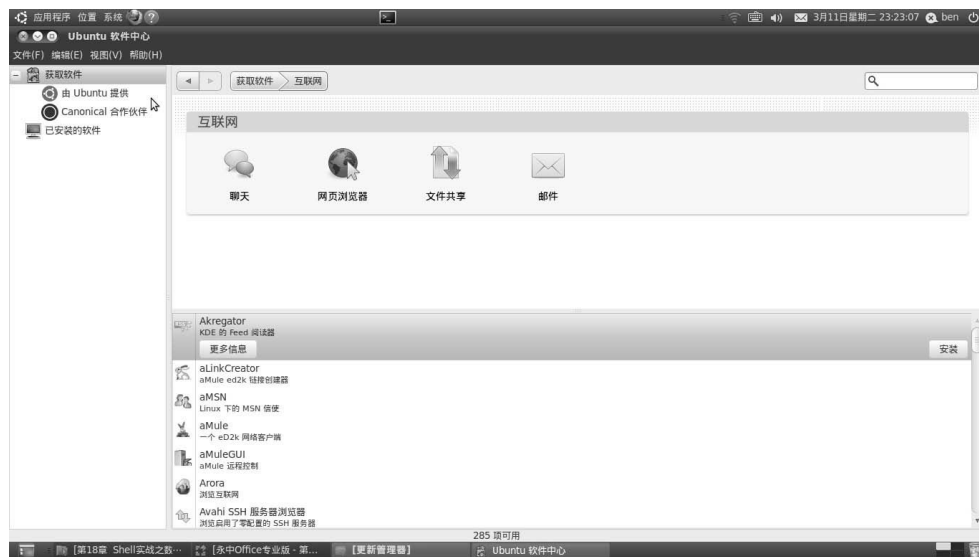 应用程序 位置 系统
3月11日星期二 23:23:07 ben
Ubuntu 软件中心
文件(F) 编辑(E) 视图(V) 帮助(H)
获取软件
由 Ubuntu 提供
Canonical 合作伙伴
已安装的软件
获取软件 互联网
互联网
聊天 网页浏览器 文件共享 邮件
Akregator
KDE 的 Feed 阅读器
更多信息 安装
aLinkCreator
aMule ed2k 链接创建器
aMSN
Linux 下的 MSN 信使
aMule
一个 eD2k 网络客户端
aMuleGUI
aMule 远程控制
Arora
浏览互联网
Avahi SSH 服务器浏览器
浏览启用了零配置的 SSH 服务器
285 项可用
[第18章 Shell实战之数… [永中Office专业版 - 第... [更新管理器] Ubuntu 软件中心